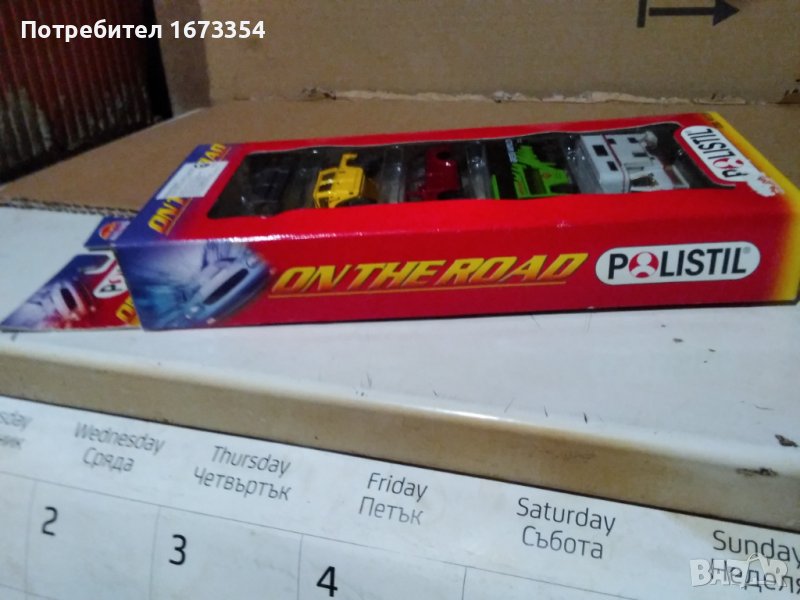 Потребител 1673354
POLISTIL
ON THE ROAD
POLISTIL®
Wednesday
Сряда
Thursday
Четвъртък
Friday
Петък
Saturday
Събота
Sunday
Неделя
2
3
4